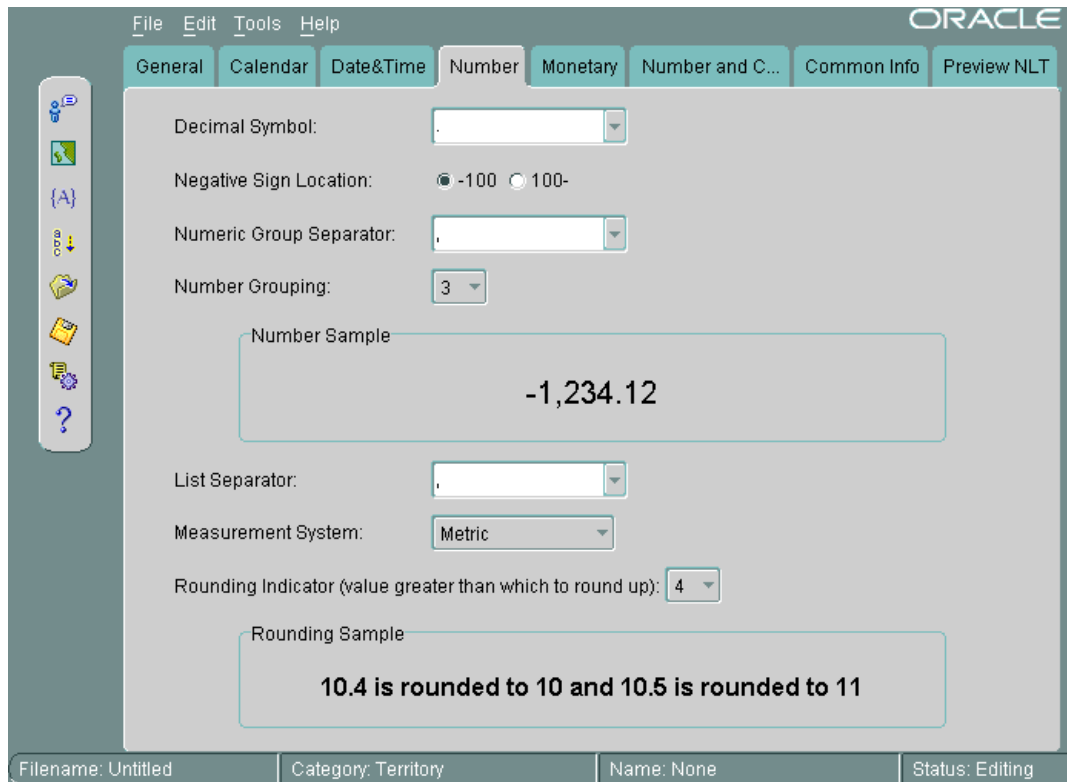 File Edit Tools Help
ORACLE
General Calendar Date&Time Number Monetary Number and C... Common Info Preview NLT
Decimal Symbol: .
Negative Sign Location: -100 100-
Numeric Group Separator: ,
Number Grouping: 3
Number Sample
-1,234.12
List Separator: ,
Measurement System: Metric
Rounding Indicator (value greater than which to round up): 4
Rounding Sample
10.4 is rounded to 10 and 10.5 is rounded to 11
Filename: Untitled Category: Territory Name: None Status: Editing
{A}
a
b
c
?